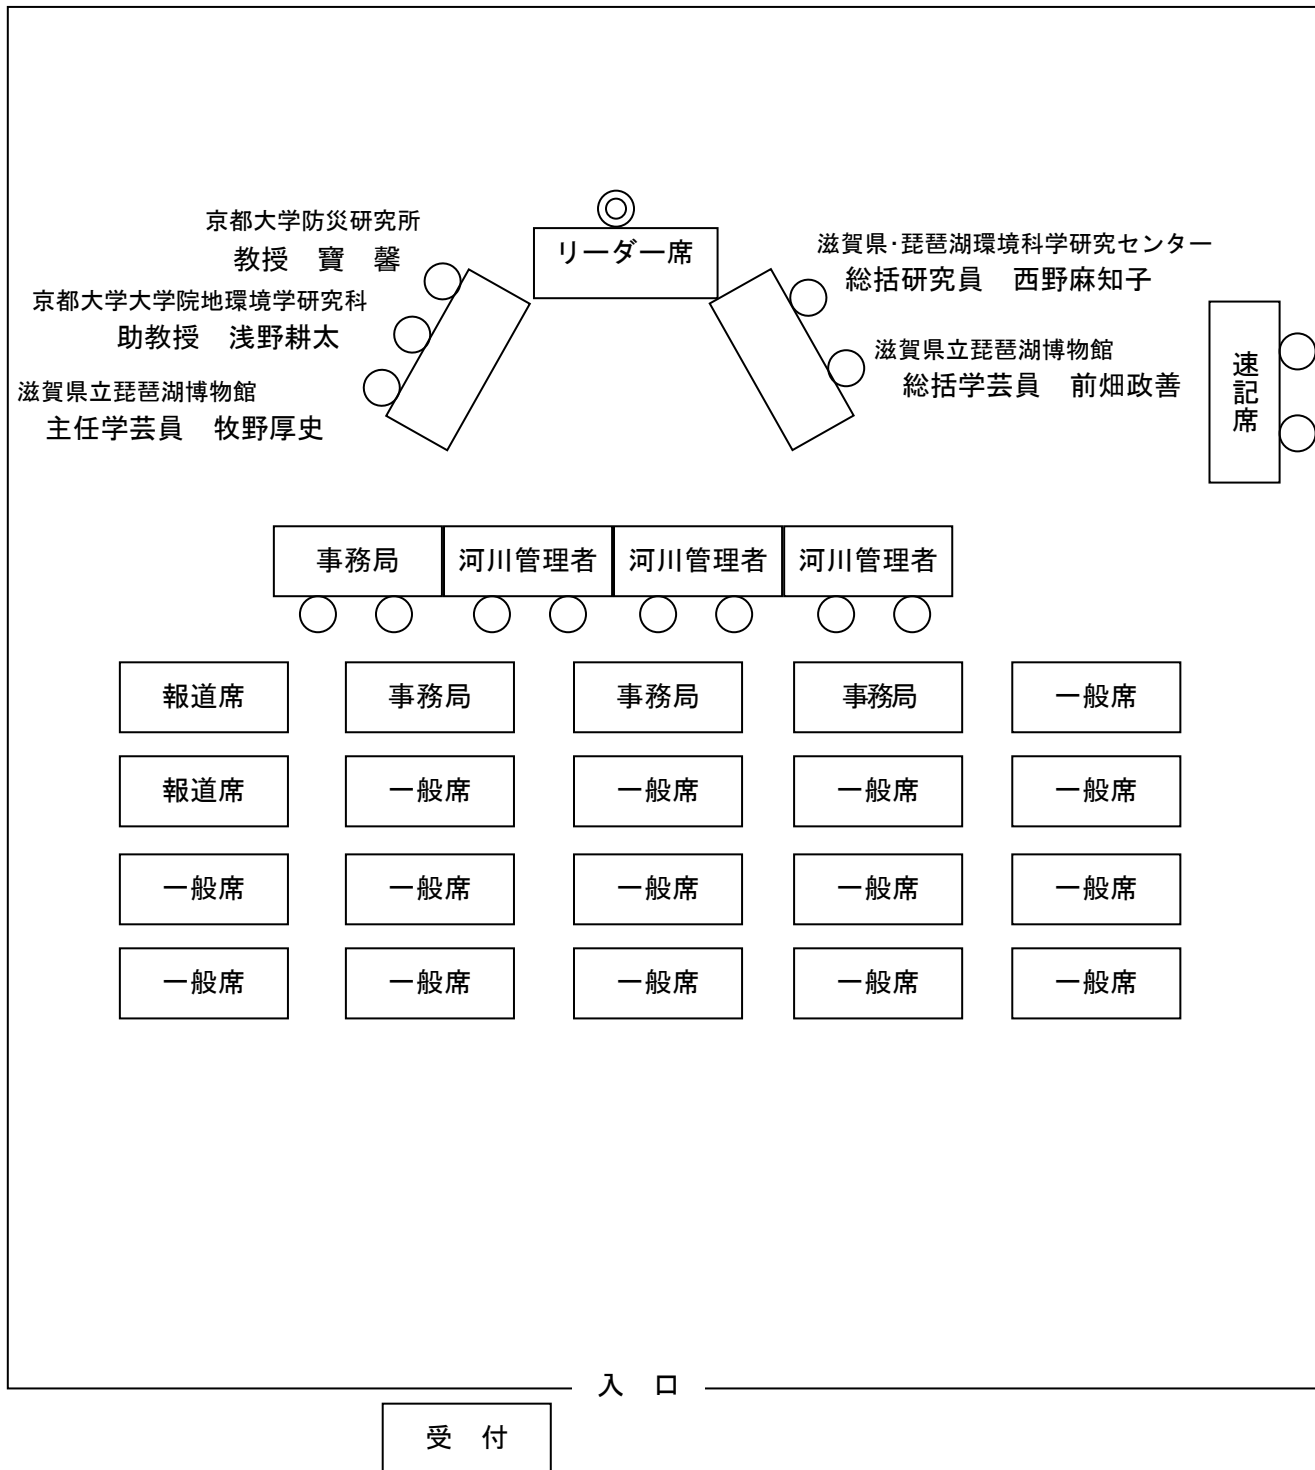 京都大学防災研究所
教授　寶　馨
京都大学大学院地環境学研究科
助教授　浅野耕太
滋賀県立琵琶湖博物館
主任学芸員　牧野厚史
リーダー席
滋賀県・琵琶湖環境科学研究センター
総括研究員　西野麻知子
滋賀県立琵琶湖博物館
総括学芸員　前畑政善
速記席
事務局　河川管理者　河川管理者　河川管理者
報道席　事務局　事務局　事務局　一般席
報道席　一般席　一般席　一般席　一般席
一般席　一般席　一般席　一般席　一般席
一般席　一般席　一般席　一般席　一般席
入　口
受　付